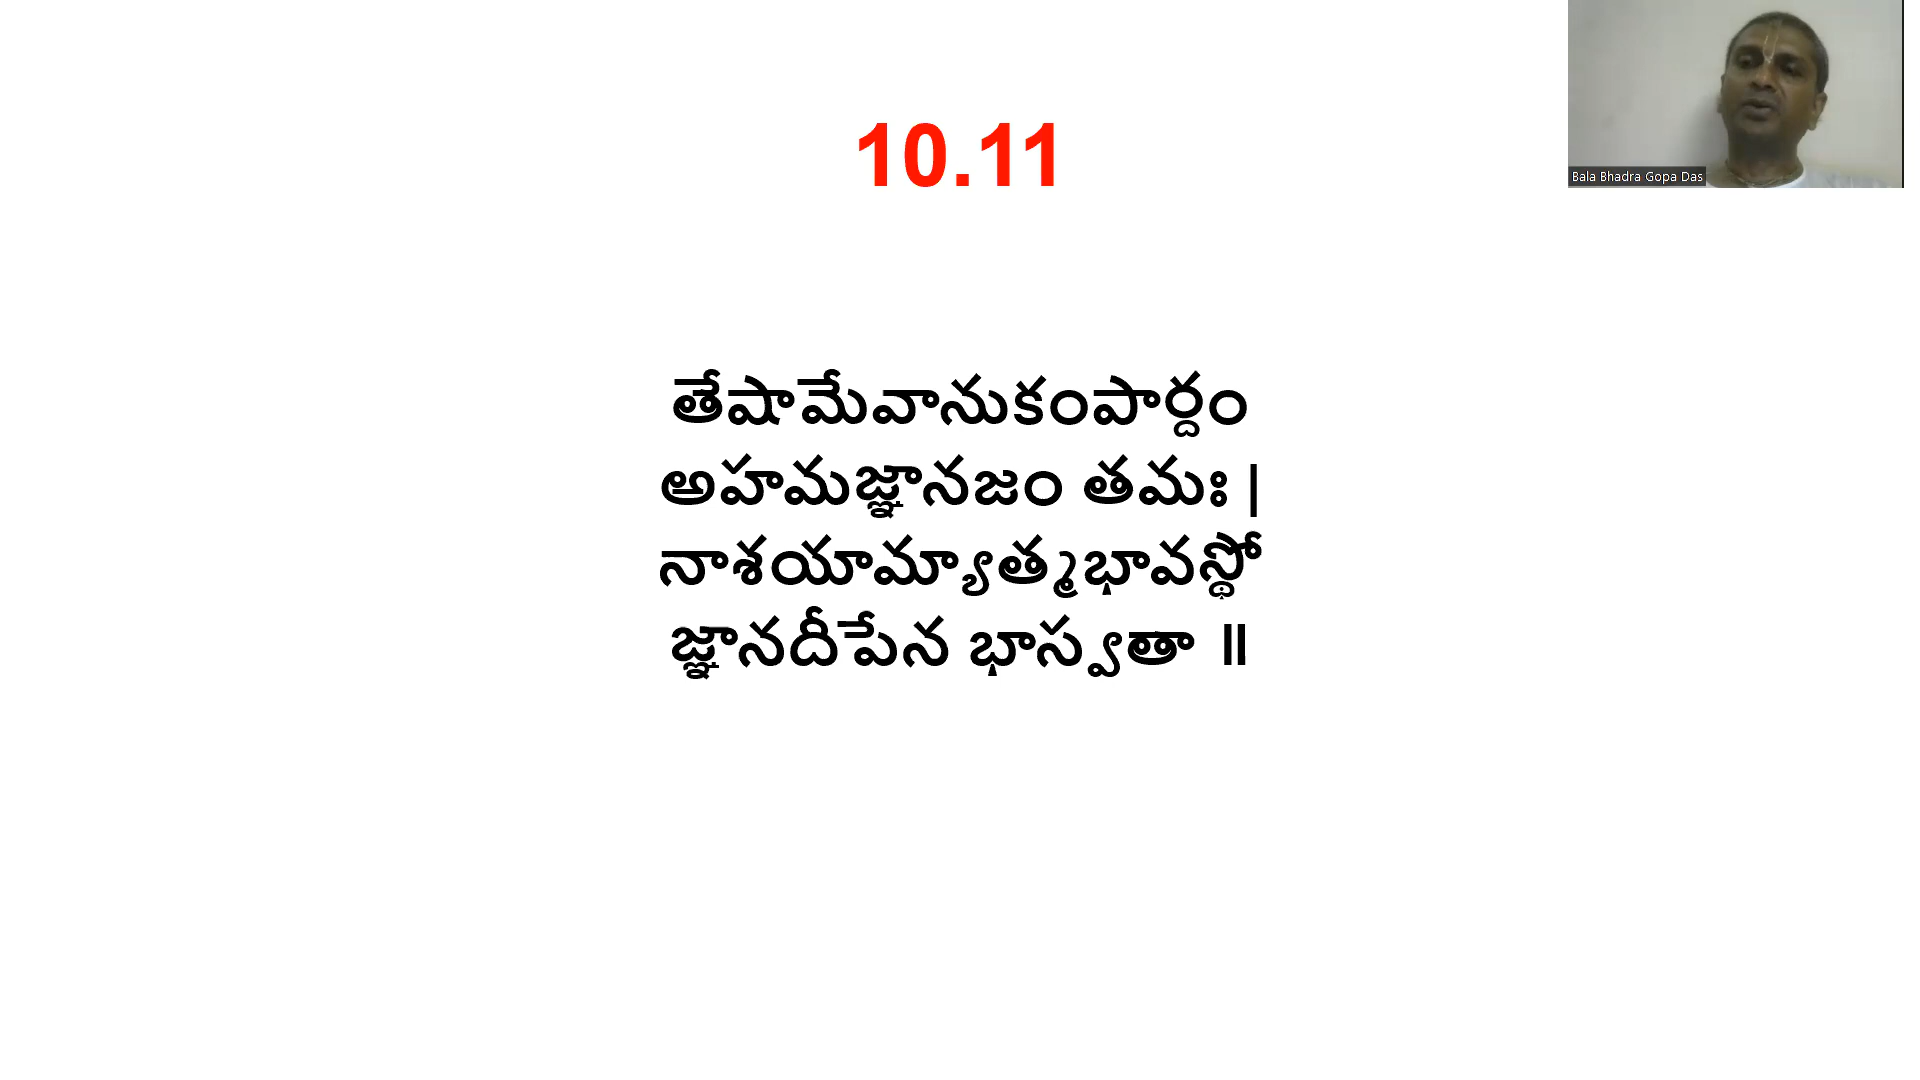 10.11
Bala Bhadra Gopa Das
తేషామేవానుకంపార్దం
అహమజ్ఞానజం తమః |
నాశయామ్యాత్మభావస్థో
జ్ఞానదీపేన భాస్వతా ॥